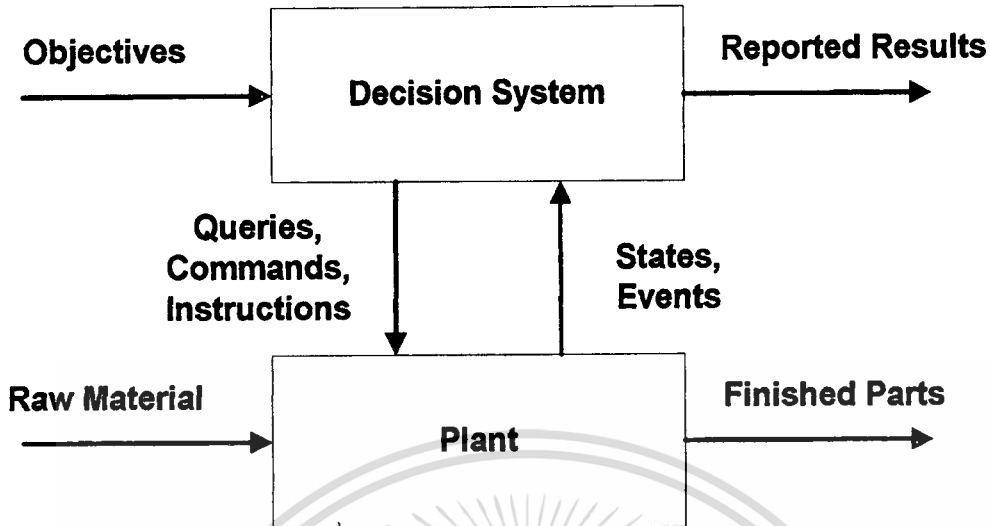 Objectives
Decision System
Reported Results
Queries,
Commands,
Instructions
States,
Events
Raw Material
Plant
Finished Parts